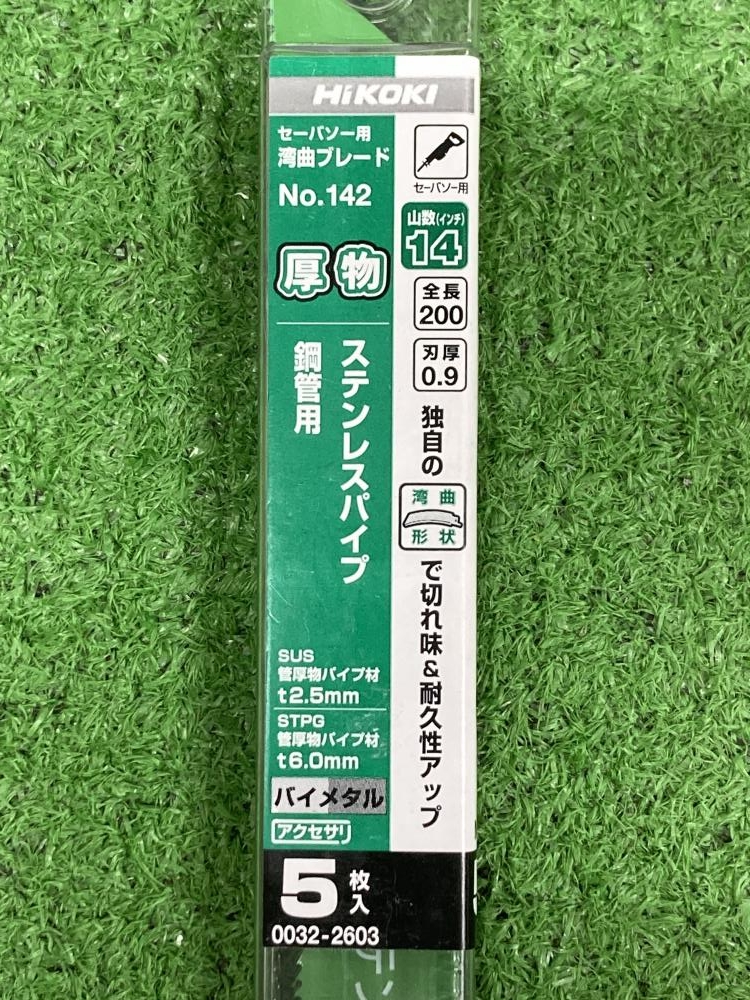 HiKOKI
セーバソー用
湾曲ブレード
No.142
厚物
ステンレスパイプ
鋼管用
SUS
管厚物パイプ材
t2.5mm
STPG
管厚物パイプ材
t6.0mm
バイメタル
アクセサリ
セーバソー用
山数(インチ)
14
全長
200
刃厚
0.9
独自の
湾曲
形状
で切れ味&耐久性アップ
5枚入
0032-2603